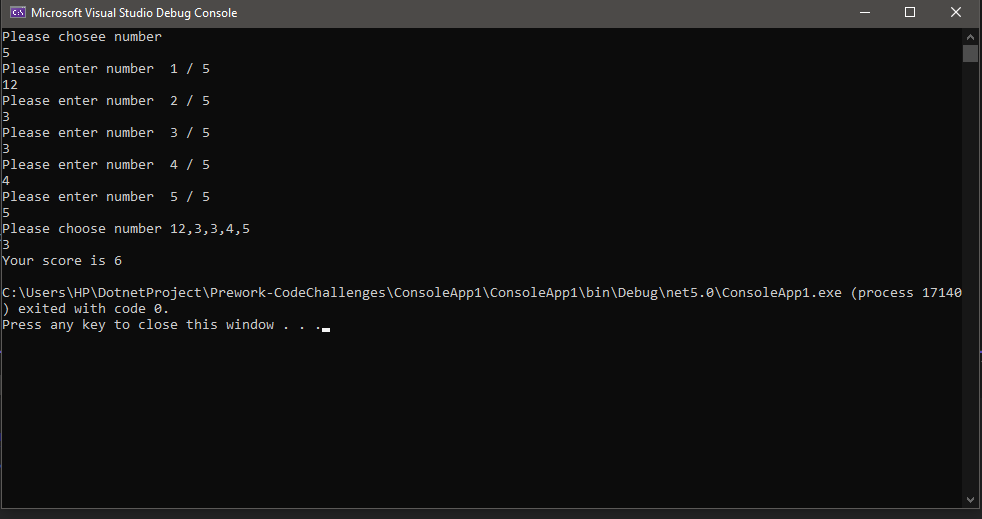 Microsoft Visual Studio Debug Console
Please chosee number
5
Please enter number  1 / 5
12
Please enter number  2 / 5
3
Please enter number  3 / 5
3
Please enter number  4 / 5
4
Please enter number  5 / 5
5
Please choose number 12,3,3,4,5
3
Your score is 6
C:\Users\HP\DotnetProject\Prework-CodeChallenges\ConsoleApp1\ConsoleApp1\bin\Debug\net5.0\ConsoleApp1.exe (process 17140
) exited with code 0.
Press any key to close this window . . .